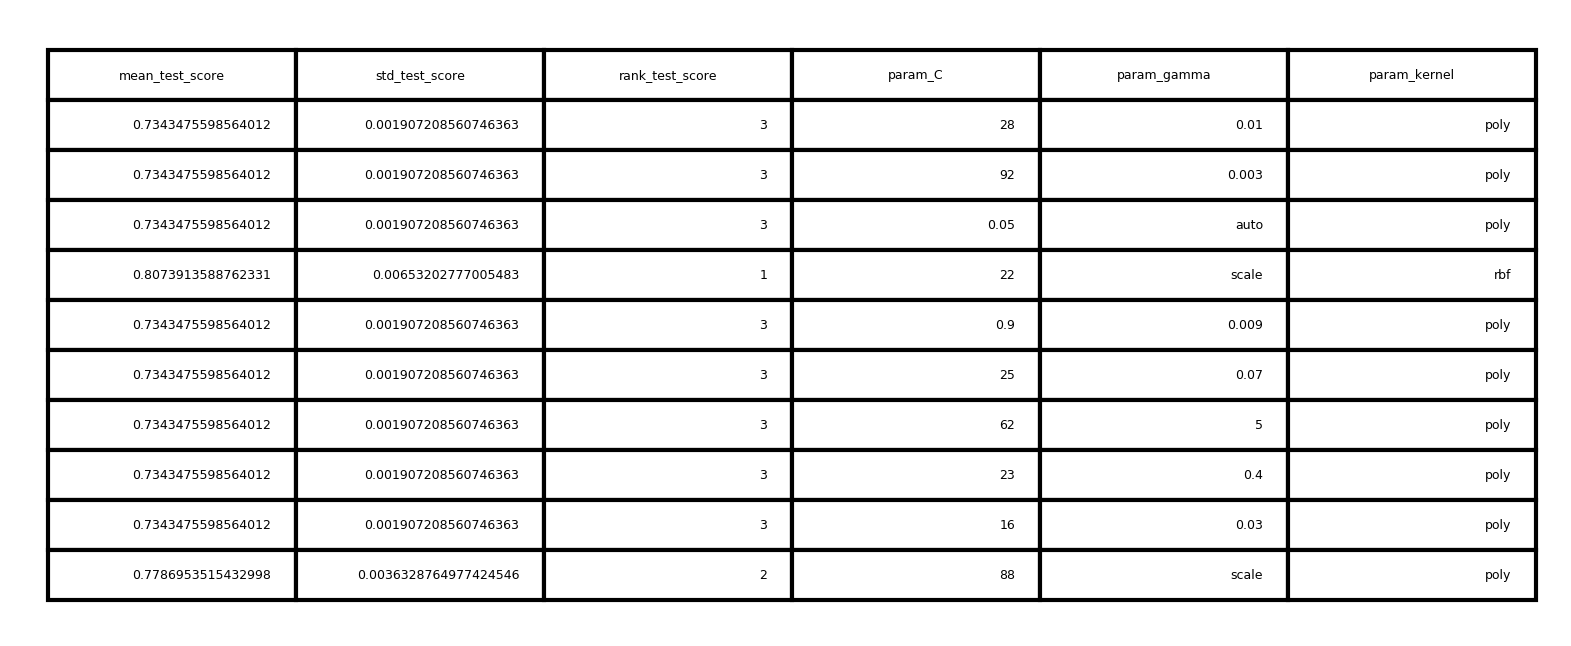 mean_test_score std_test_score rank_test_score param_C param_gamma param_kernel
0.7343475598564012 0.001907208560746363 3 28 0.01 poly
0.7343475598564012 0.001907208560746363 3 92 0.003 poly
0.7343475598564012 0.001907208560746363 3 0.05 auto poly
0.8073913588762331 0.00653202777005483 1 22 scale rbf
0.7343475598564012 0.001907208560746363 3 0.9 0.009 poly
0.7343475598564012 0.001907208560746363 3 25 0.07 poly
0.7343475598564012 0.001907208560746363 3 62 5 poly
0.7343475598564012 0.001907208560746363 3 23 0.4 poly
0.7343475598564012 0.001907208560746363 3 16 0.03 poly
0.7786953515432998 0.0036328764977424546 2 88 scale poly